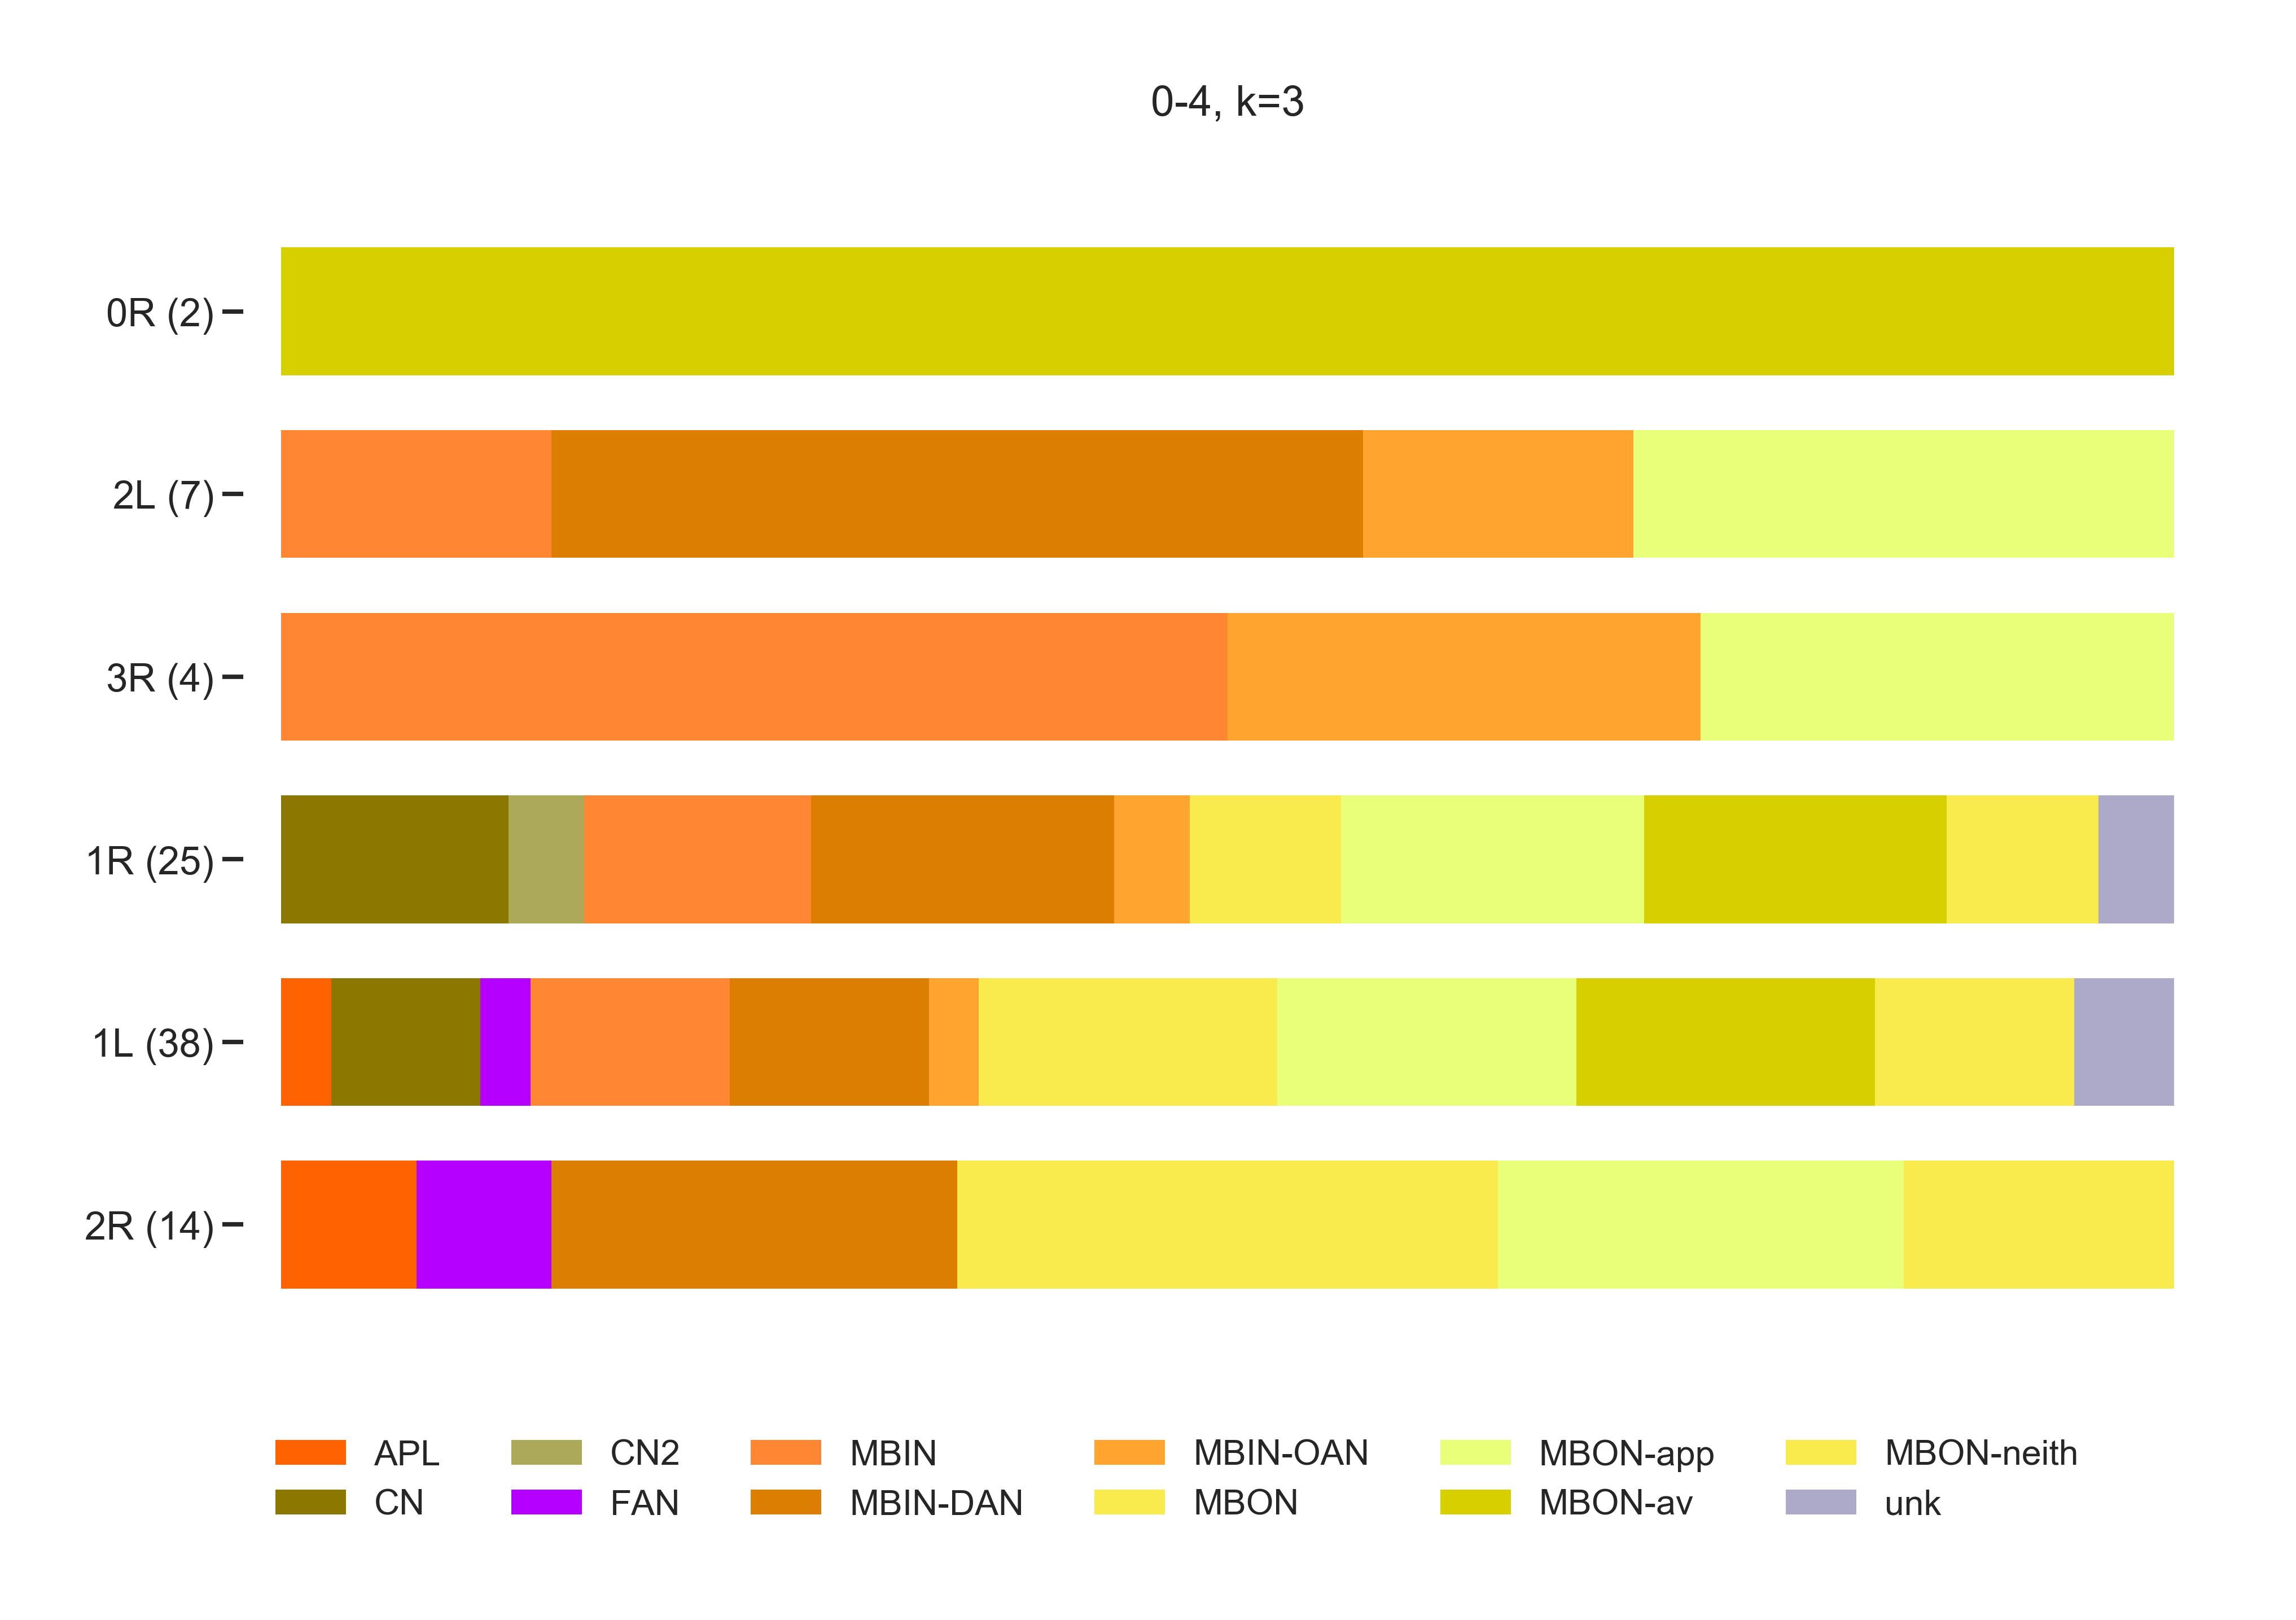 0-4, k=3
0R (2)
2L (7)
3R (4)
1R (25)
1L (38)
2R (14)
APL CN2 MBIN MBIN-OAN MBON-app MBON-neith
CN FAN MBIN-DAN MBON MBON-av unk